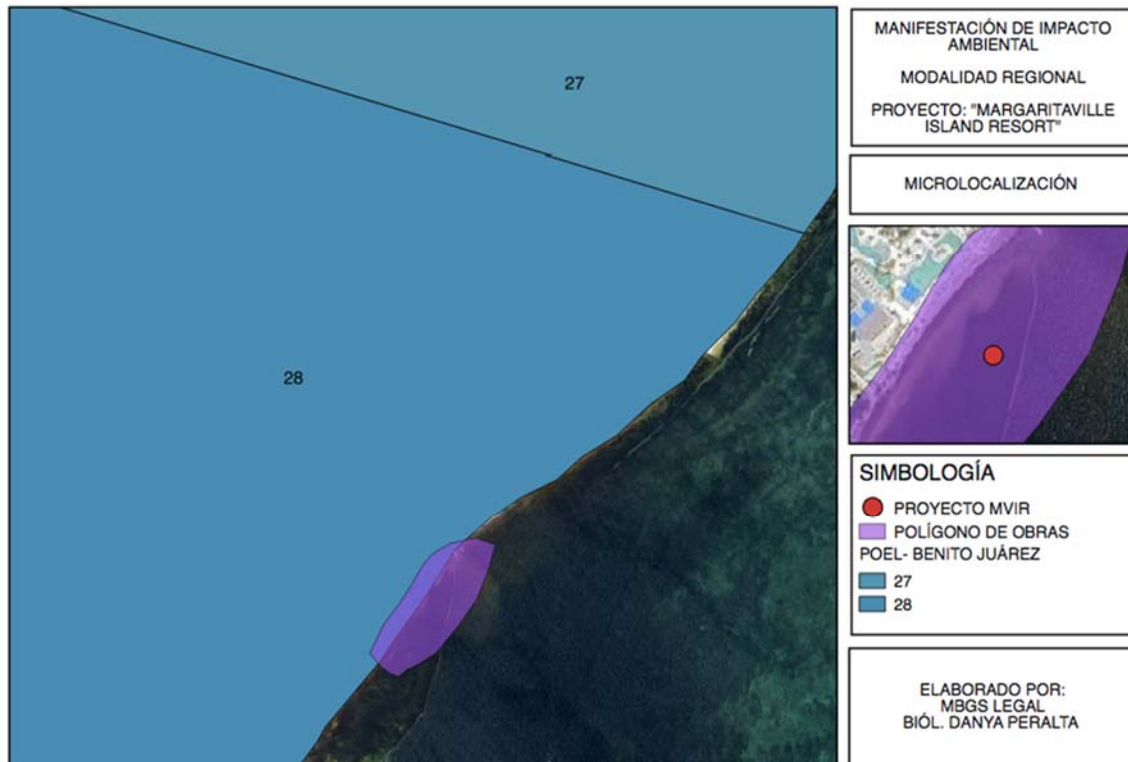 27
28
MANIFESTACIÓN DE IMPACTO
AMBIENTAL
MODALIDAD REGIONAL
PROYECTO: "MARGARITAVILLE
ISLAND RESORT"
MICROLOCALIZACIÓN
SIMBOLOGÍA
PROYECTO MVIR
POLÍGONO DE OBRAS
POEL- BENITO JUÁREZ
27
28
ELABORADO POR:
MBGS LEGAL
BIÓL. DANYA PERALTA